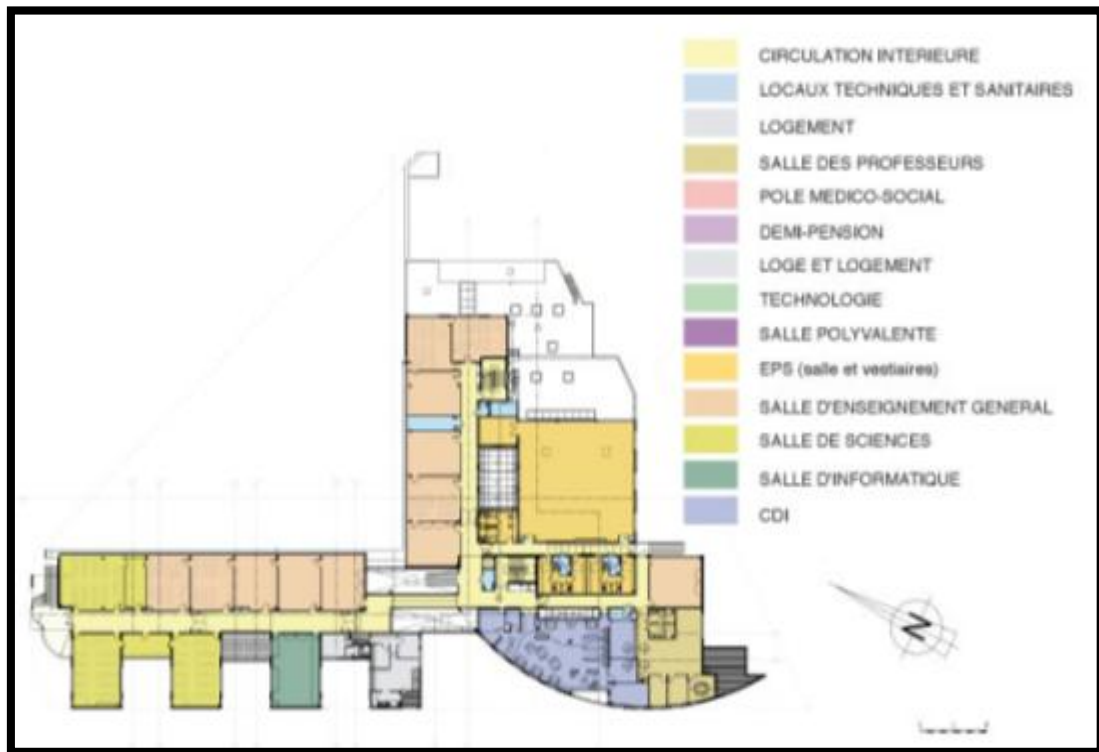 CIRCULATION INTERIEURE
LOCAUX TECHNIQUES ET SANITAIRES
LOGEMENT
SALLE DES PROFESSEURS
POLE MEDICO-SOCIAL
DEMI-PENSION
LOGE ET LOGEMENT
TECHNOLOGIE
SALLE POLYVALENTE
EPS (salle et vestiaires)
SALLE D'ENSEIGNEMENT GENERAL
SALLE DE SCIENCES
SALLE D'INFORMATIQUE
CDI
N